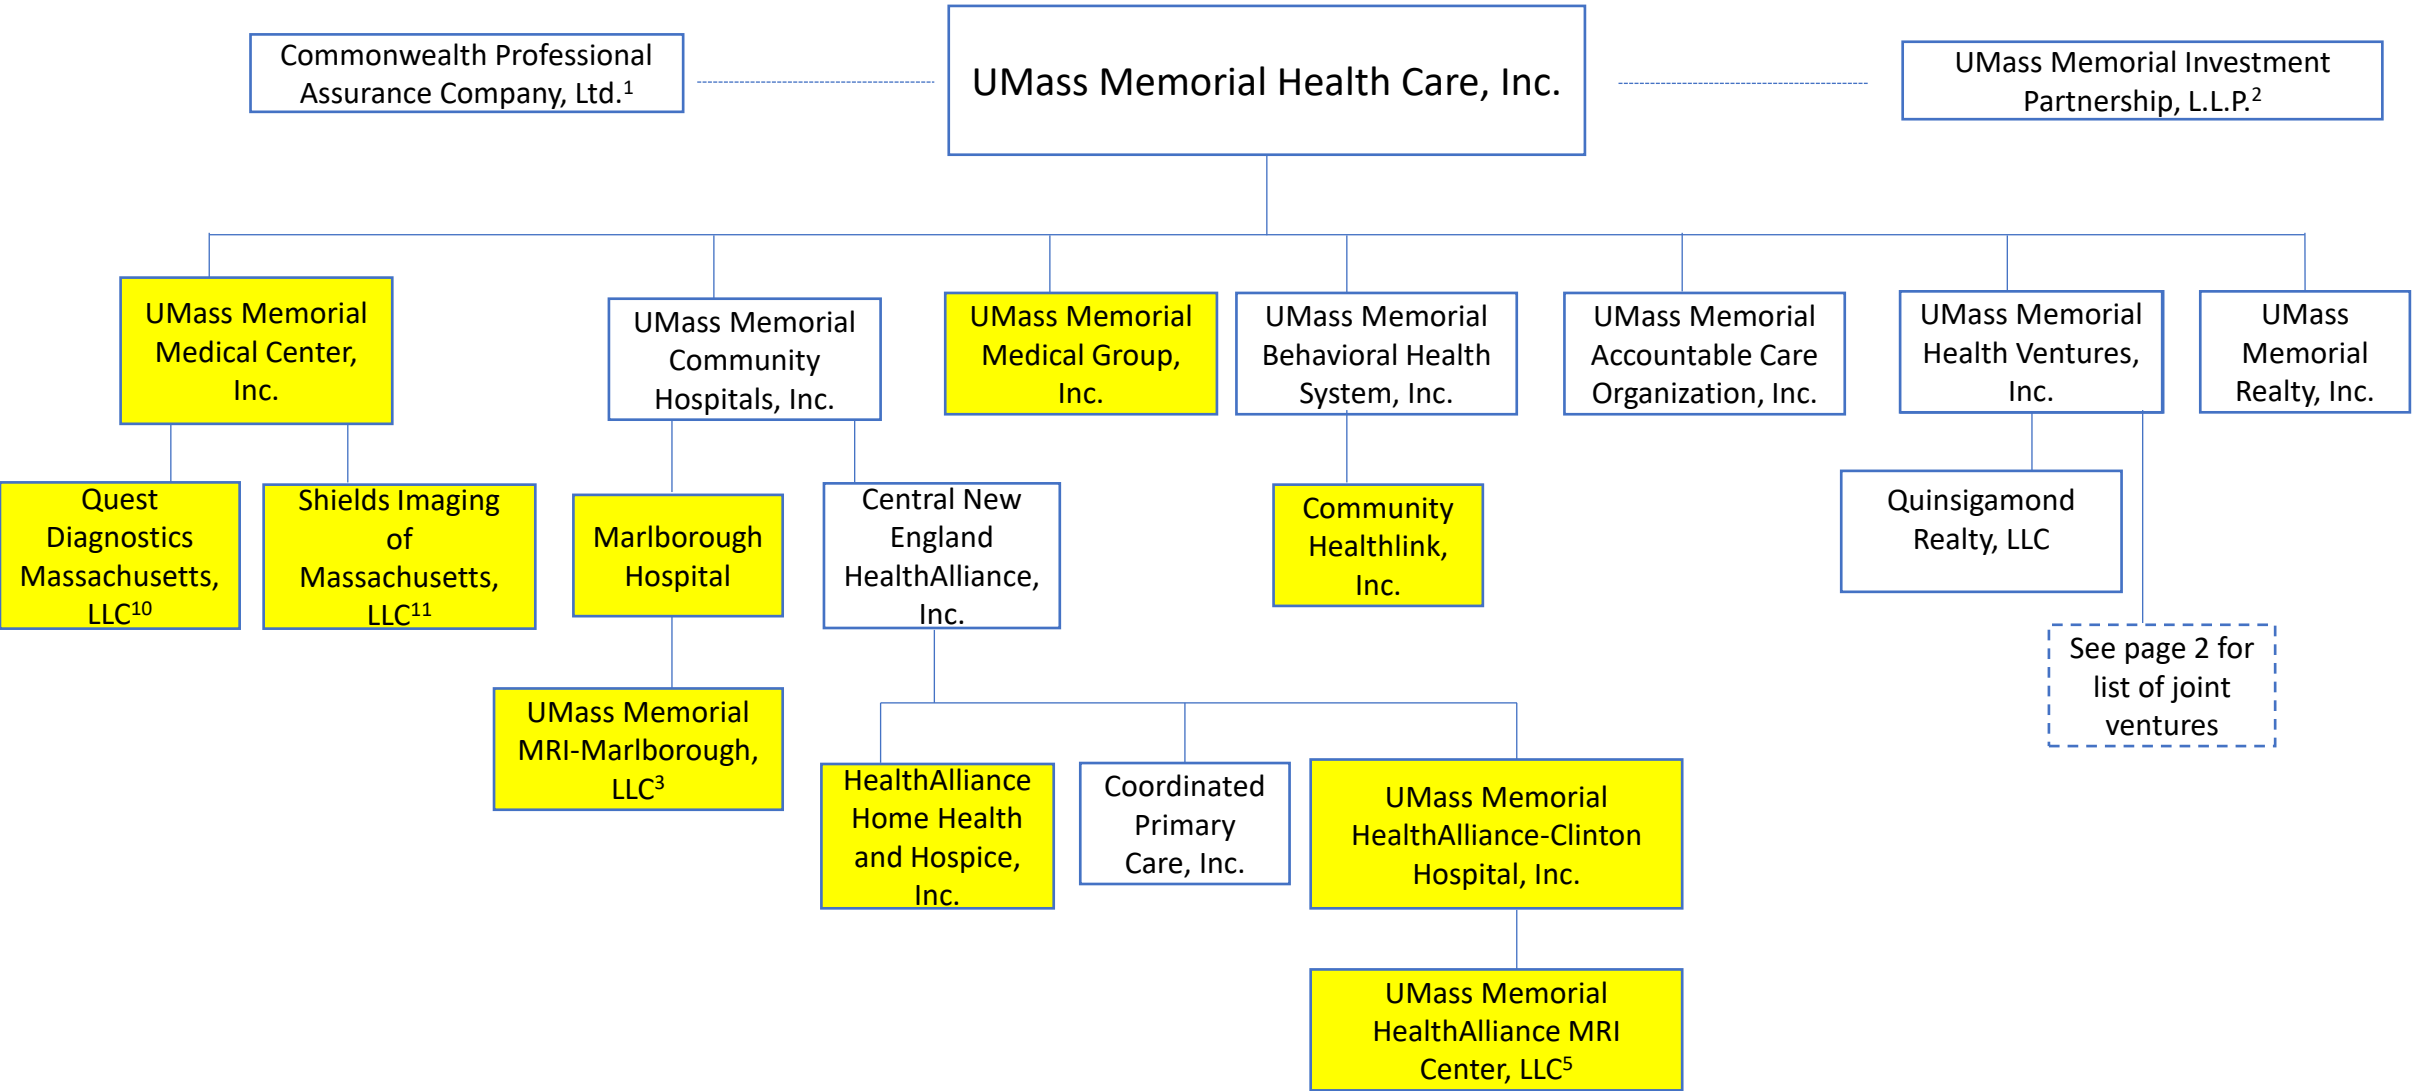 Commonwealth Professional
Assurance Company, Ltd.¹
UMass Memorial Health Care, Inc.
UMass Memorial Investment
Partnership, L.L.P.²
UMass Memorial
Medical Center,
Inc.
UMass Memorial
Community
Hospitals, Inc.
UMass Memorial
Medical Group,
Inc.
UMass Memorial
Behavioral Health
System, Inc.
UMass Memorial
Accountable Care
Organization, Inc.
UMass Memorial
Health Ventures,
Inc.
UMass
Memorial
Realty, Inc.
Quest
Diagnostics
Massachusetts,
LLC¹⁰
Shields Imaging
of
Massachusetts,
LLC¹¹
Marlborough
Hospital
Central New
England
HealthAlliance,
Inc.
Community
Healthlink,
Inc.
Quinsigamond
Realty, LLC
See page 2 for
list of joint
ventures
UMass Memorial
MRI-Marlborough,
LLC³
HealthAlliance
Home Health
and Hospice,
Inc.
Coordinated
Primary
Care, Inc.
UMass Memorial
HealthAlliance-Clinton
Hospital, Inc.
UMass Memorial
HealthAlliance MRI
Center, LLC⁵